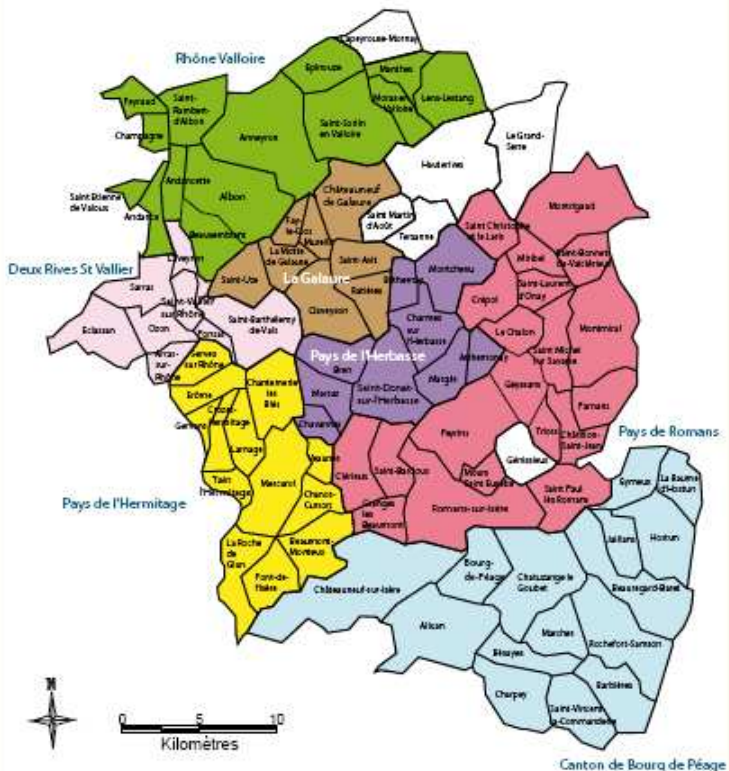 Rhône Valloire
Lapeyrouse-Mornay
Epinouze
Manthes
Lens-Lestang
Moras en
Valloire
Peyraud
Saint-
Rambert
d'Albon
Champagne
Anneyron
Saint-Sorlin
en Valloire
Le Grand-
Serre
Hauterives
Andancette
Albon
Châteauneuf
de Galaure
Saint Etienne
de Valoux
Andance
Saint Martin
d'Août
Fay-
le-Clos
Mureils
Tersanne
Saint Christophe
et le Laris
Montrigaud
Beausemblant
La Motte
de Galaure
Saint-Avit
Miribel
Saint-Bonnet
de-Valclérieux
Deux Rives St Vallier
Laveyron
Saint-Uze
La Galaure
Ratières
Bathernay
Montchenu
Saint-Laurent
d'Onay
Crépol
Sarras
Saint-Vallier
sur Rhône
Saint-Barthélemy
de-Vals
Claveyson
Charmes
sur
l'Herbasse
Le Chalon
Montmiral
Eclassan
Ozon
Ponsas
Pays de l'Herbasse
Arthemonay
Saint Michel
sur Savasse
Arras-
sur-
Rhône
Serves
sur Rhône
Chantemerle
les
Blés
Bren
Saint-Donat-
sur-l'Herbasse
Margès
Geyssans
Erôme
Marsaz
Parnans
Gervans
Crozes-
Hermitage
Chavannes
Peyrins
Triors
Châtillon-
Saint-Jean
Larnage
Pays de Romans
Génissieux
Tain
l'Hermitage
Mercurol
Clérieux
Saint-Bardoux
Mours
Saint Eusèbe
Pays de l'Hermitage
Chanos-
Curson
Granges
les
Beaumont
Romans-sur-Isère
Saint Paul
lès Romans
Eymeux
La Baume
d'Hostun
La Roche
de
Glun
Beaumont-
Monteux
Jaillans
Hostun
Pont-de-
l'Isère
Châteauneuf-sur-Isère
Bourg-
de-Péage
Chatuzange le
Goubet
Beauregard-Baret
Alixan
Marches
Rochefort-Samson
Bésayes
Barbières
Charpey
Saint-Vincent
la-Commanderie
N
0 5 10
Kilomètres
Canton de Bourg de Péage